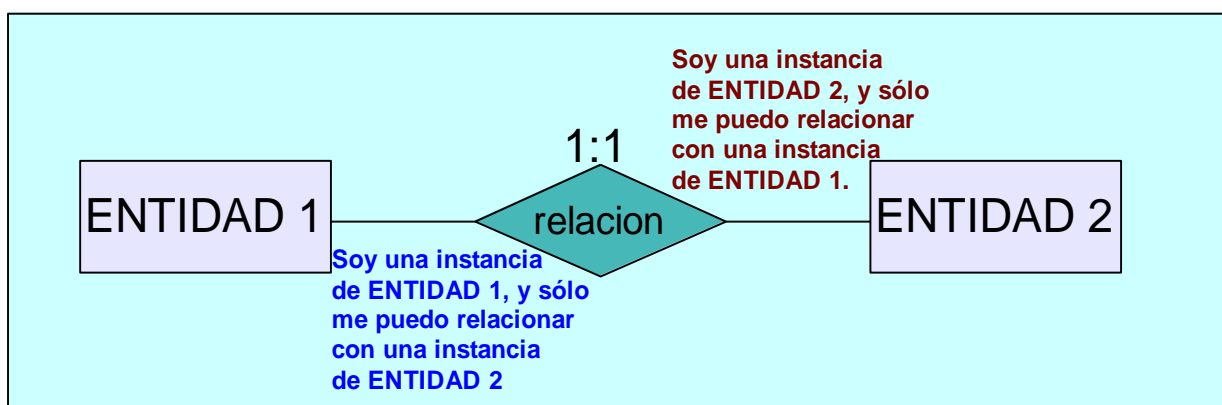 Soy una instancia
de ENTIDAD 2, y sólo
me puedo relacionar
con una instancia
de ENTIDAD 1.
1:1
ENTIDAD 1
relacion
ENTIDAD 2
Soy una instancia
de ENTIDAD 1, y sólo
me puedo relacionar
con una instancia
de ENTIDAD 2